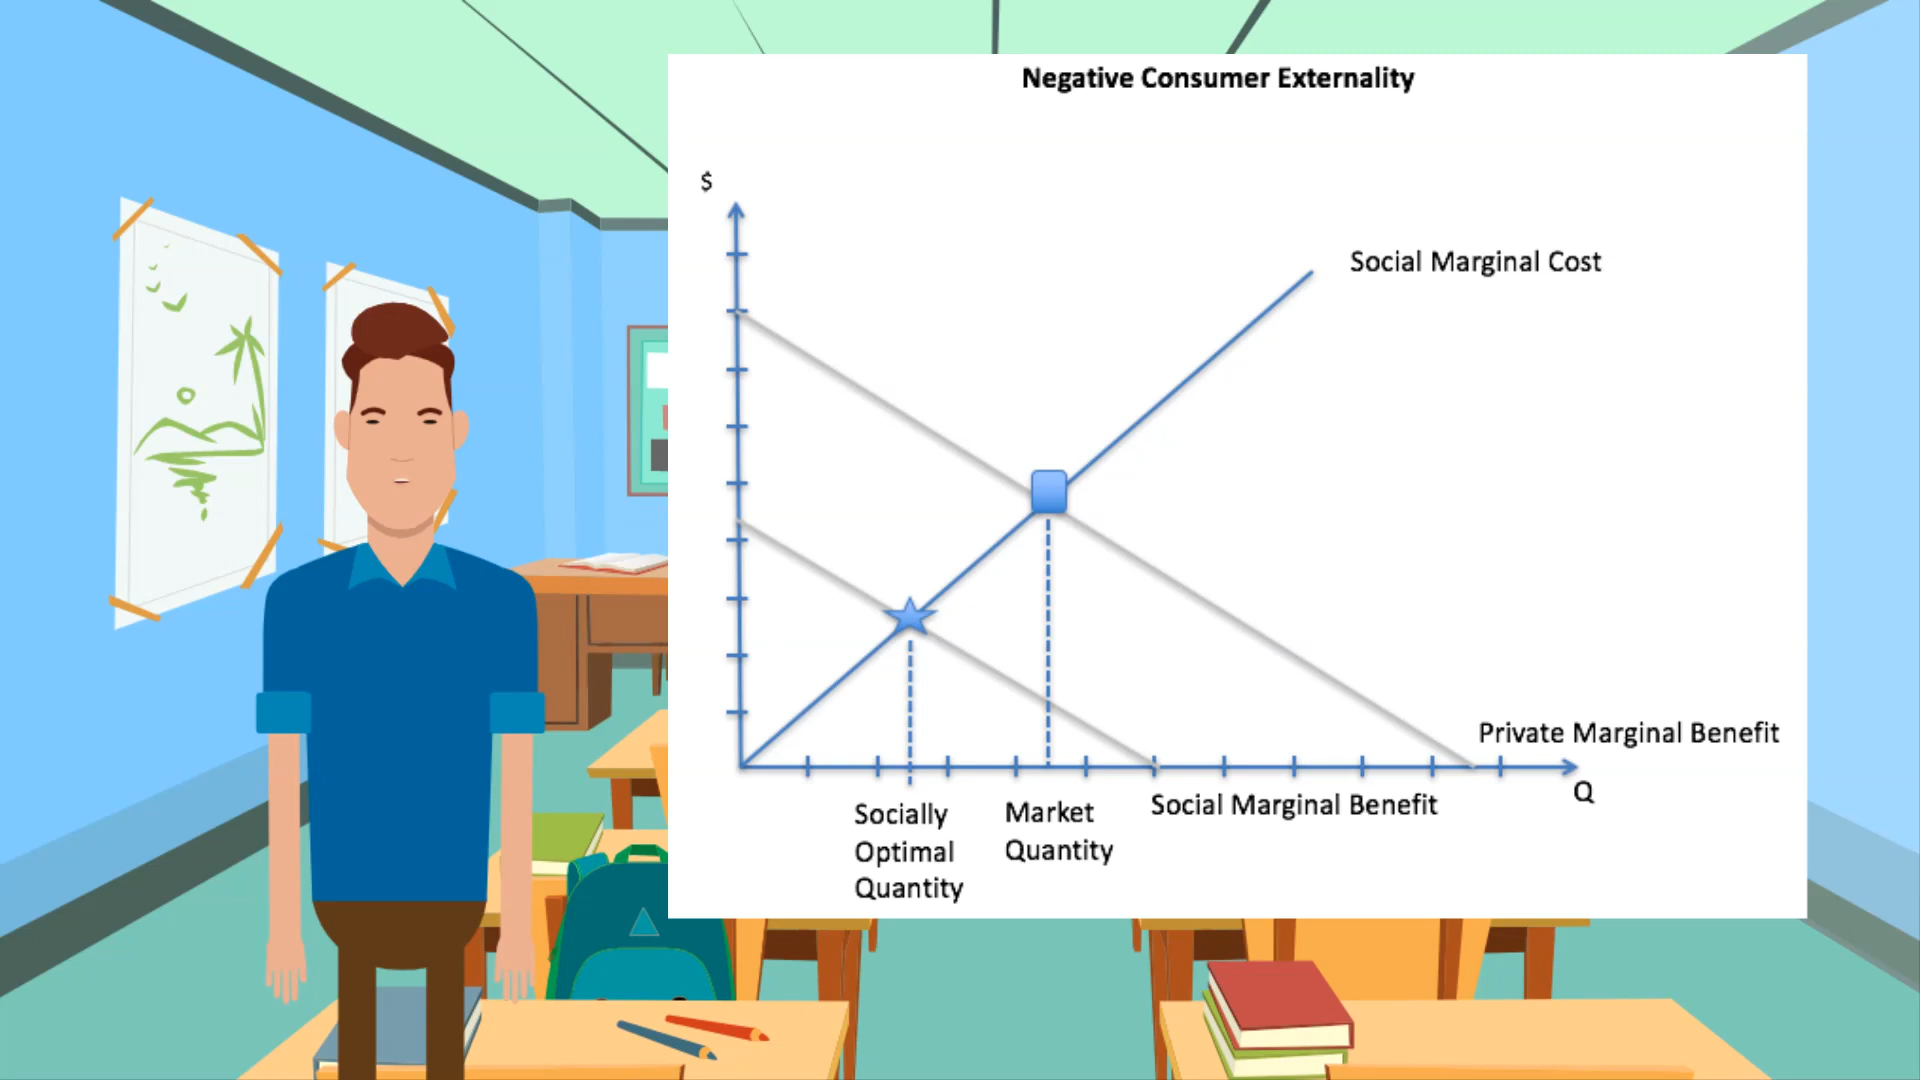 Negative Consumer Externality
$
Social Marginal Cost
Private Marginal Benefit
Q
Socially
Optimal
Quantity
Market
Quantity
Social Marginal Benefit